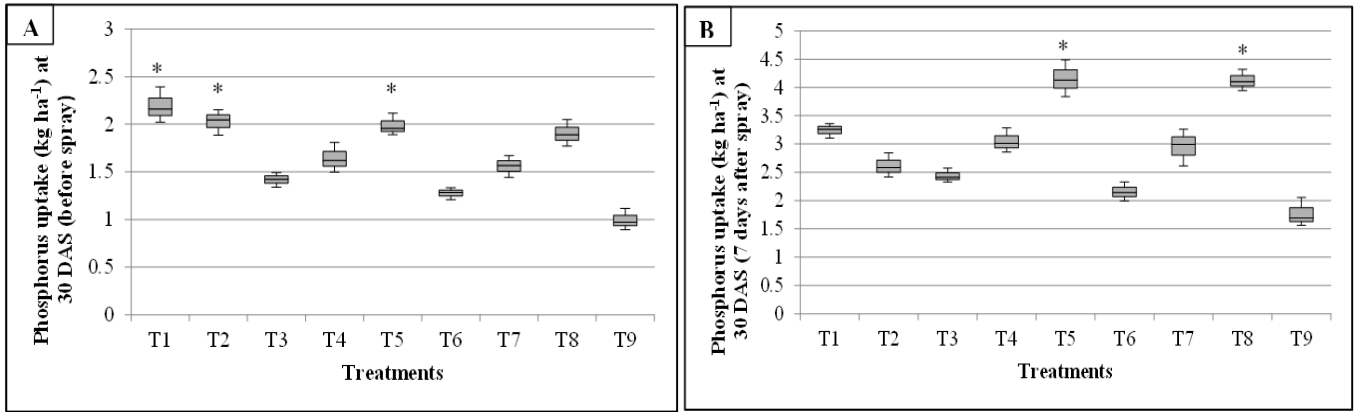 A
Phosphorus uptake (kg ha-1) at
30 DAS (before spray)
3
2.5
2
1.5
1
0.5
0
*
*
*
T1 T2 T3 T4 T5 T6 T7 T8 T9
Treatments
B
Phosphorus uptake (kg ha-1) at
30 DAS (7 days after spray)
5
4.5
4
3.5
3
2.5
2
1.5
1
0.5
0
*
*
T1 T2 T3 T4 T5 T6 T7 T8 T9
Treatments